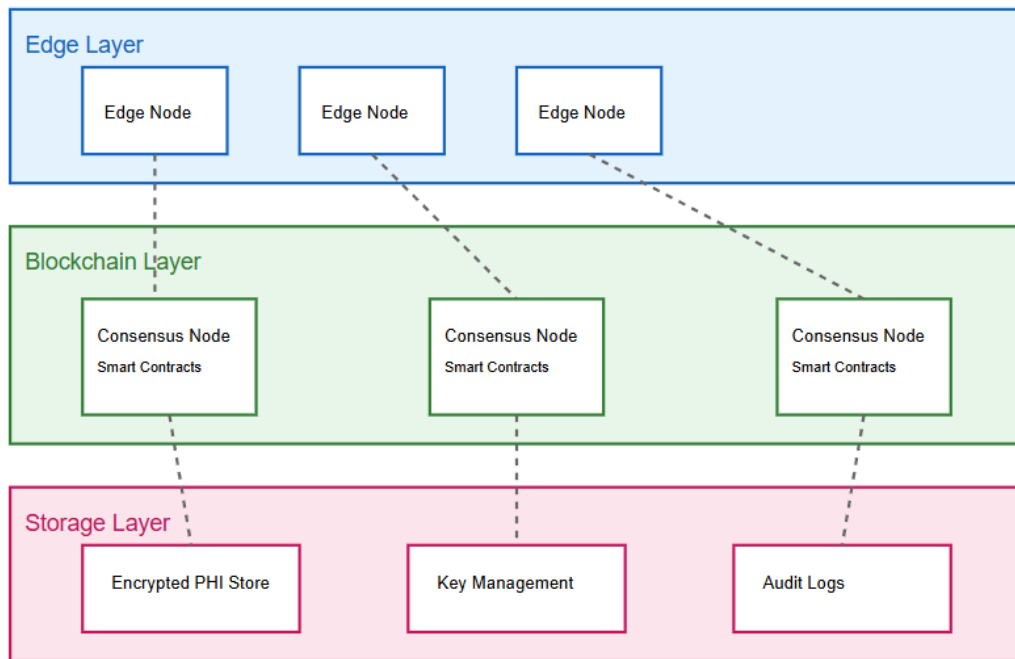 Edge Layer
Edge Node
Edge Node
Edge Node
Blockchain Layer
Consensus Node
Smart Contracts
Consensus Node
Smart Contracts
Consensus Node
Smart Contracts
Storage Layer
Encrypted PHI Store
Key Management
Audit Logs